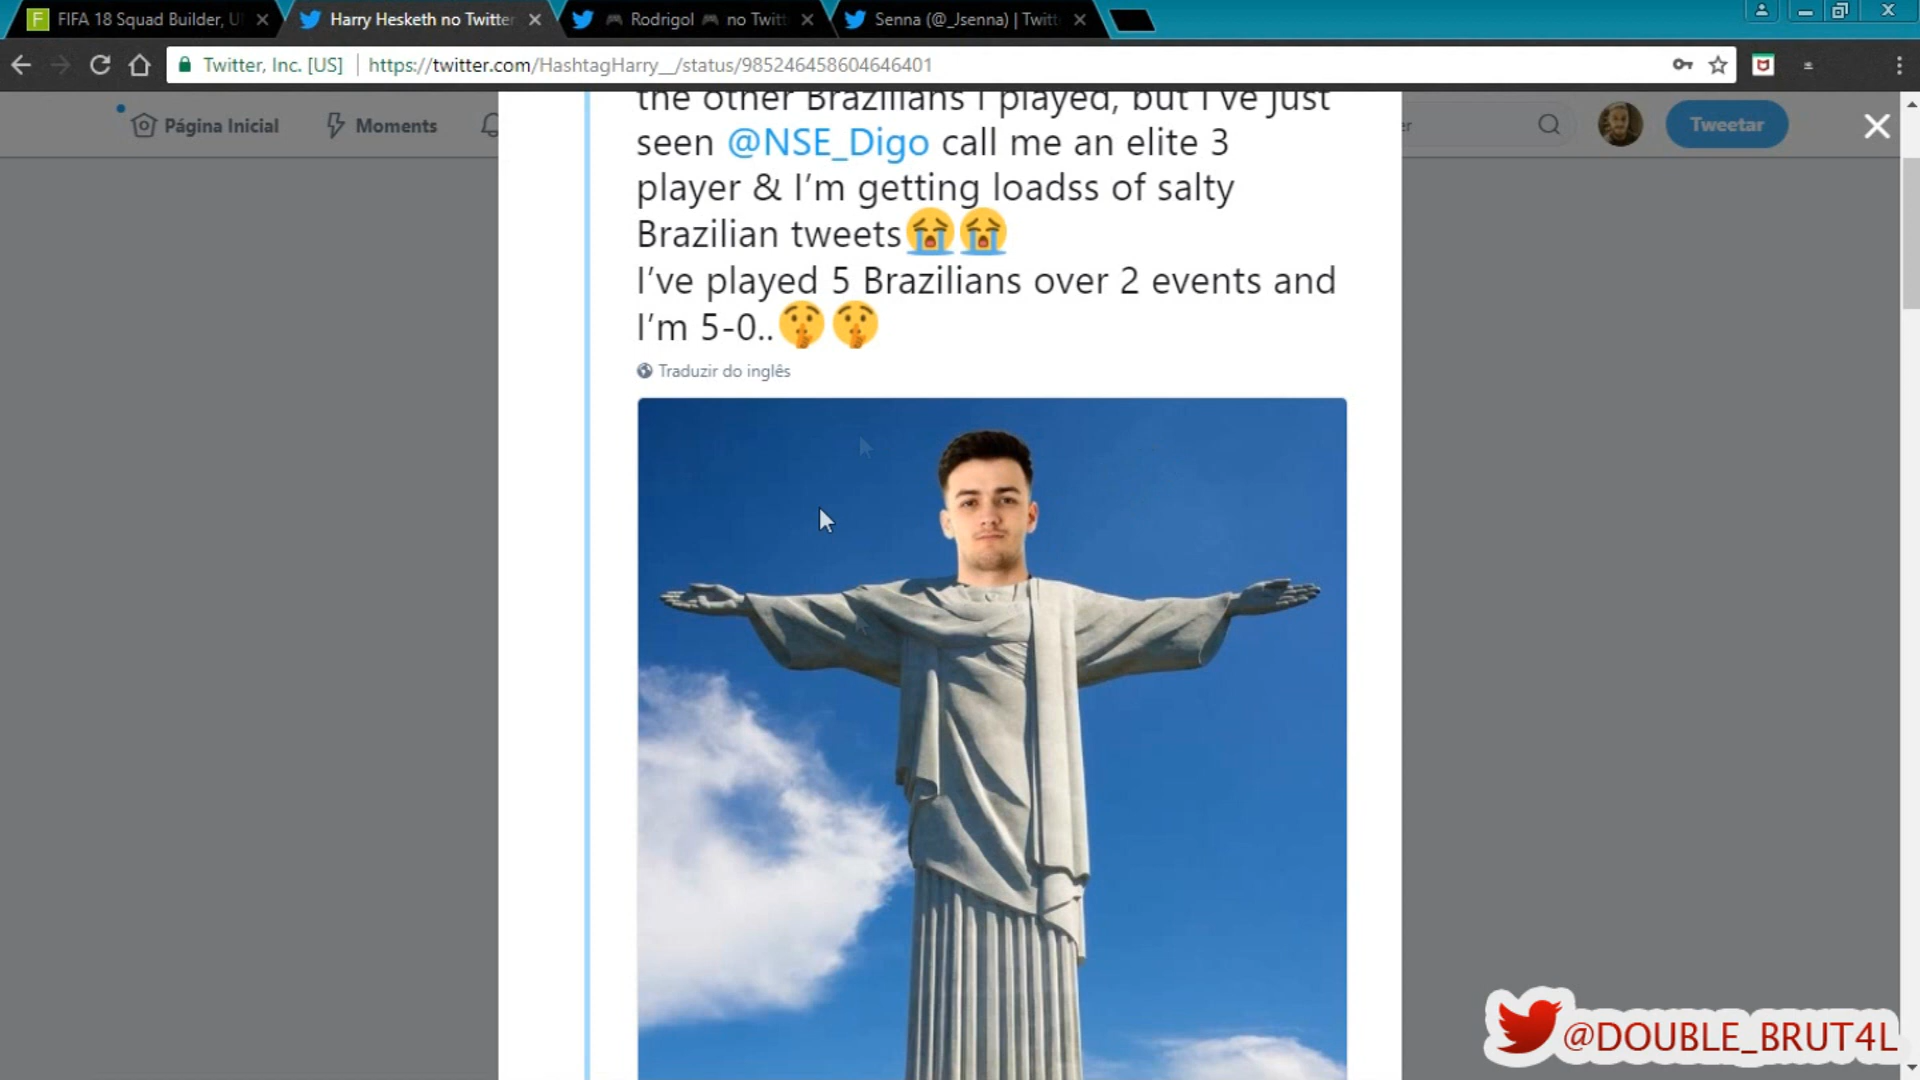 FIFA 18 Squad Builder, U
Harry Hesketh no Twitter
Rodrigol 🎮 no Twitt
Senna (@_Jsenna) | Twitt
Twitter, Inc. [US]
https://twitter.com/HashtagHarry__/status/985246458604646401
Página Inicial
Moments
er
Tweetar
the other Brazilians I played, but I've just
seen @NSE_Digo call me an elite 3
player & I'm getting loadss of salty
Brazilian tweets😭😭
I've played 5 Brazilians over 2 events and
I'm 5-0..🤫🤫
Traduzir do inglês
@DOUBLE_BRUT4L